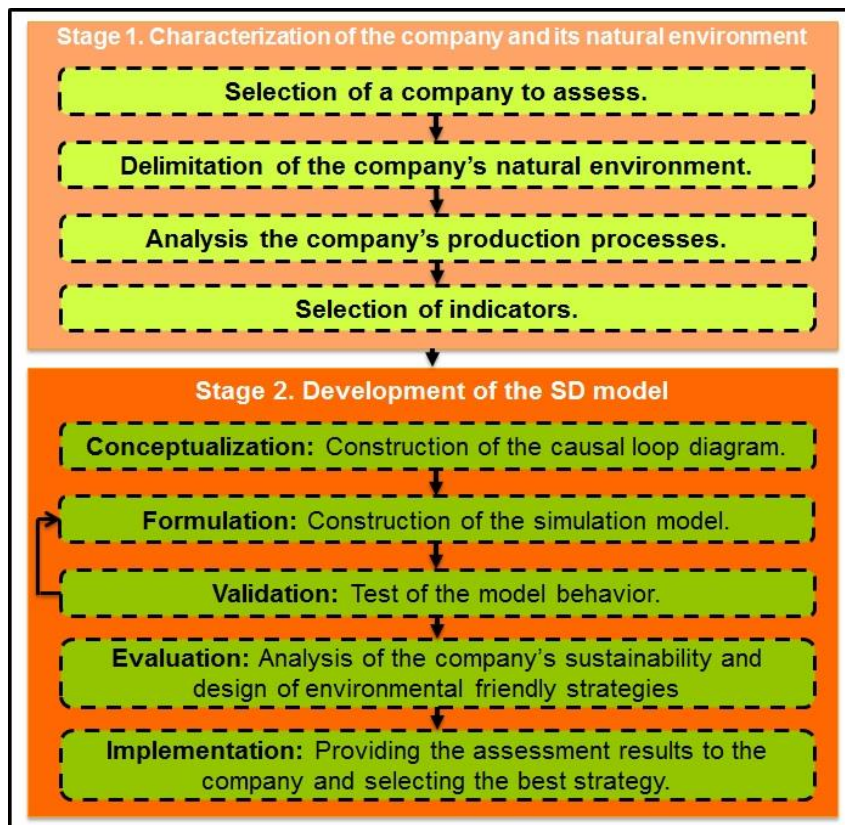 Stage 1. Characterization of the company and its natural environment
Selection of a company to assess.
Delimitation of the company’s natural environment.
Analysis the company’s production processes.
Selection of indicators.
Stage 2. Development of the SD model
Conceptualization: Construction of the causal loop diagram.
Formulation: Construction of the simulation model.
Validation: Test of the model behavior.
Evaluation: Analysis of the company’s sustainability and
design of environmental friendly strategies
Implementation: Providing the assessment results to the
company and selecting the best strategy.